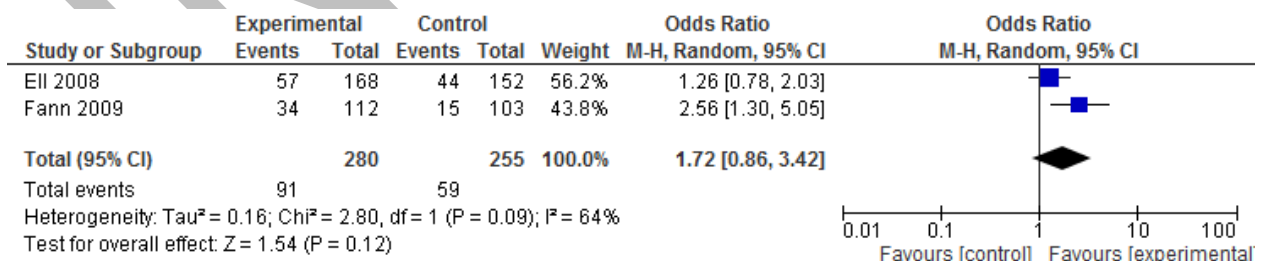 Experimental Control Odds Ratio Odds Ratio
Study or Subgroup Events Total Events Total Weight M-H, Random, 95% CI M-H, Random, 95% CI
Ell 2008 57 168 44 152 56.2% 1.26 [0.78, 2.03]
Fann 2009 34 112 15 103 43.8% 2.56 [1.30, 5.05]
Total (95% CI) 280 255 100.0% 1.72 [0.86, 3.42]
Total events 91 59
Heterogeneity: Tau² = 0.16; Chi² = 2.80, df = 1 (P = 0.09); I² = 64%
Test for overall effect: Z = 1.54 (P = 0.12)
0.01 0.1 1 10 100
Favours [control] Favours [experimental]